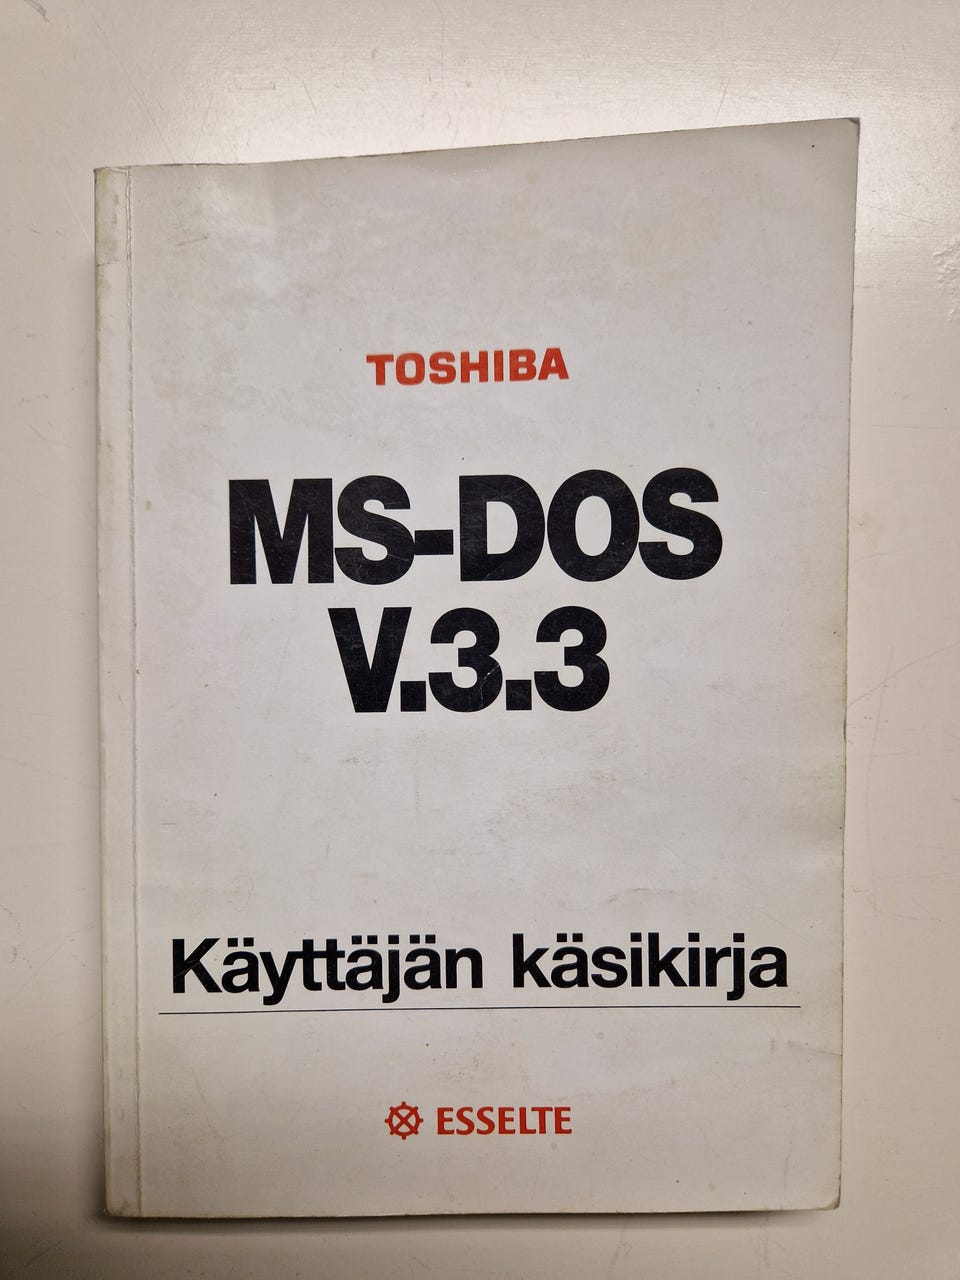 TOSHIBA
MS-DOS
V.3.3
Käyttäjän käsikirja
ESSELTE